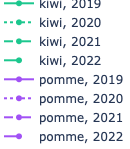 kiwi, 2019
kiwi, 2020
kiwi, 2021
kiwi, 2022
pomme, 2019
pomme, 2020
pomme, 2021
pomme, 2022